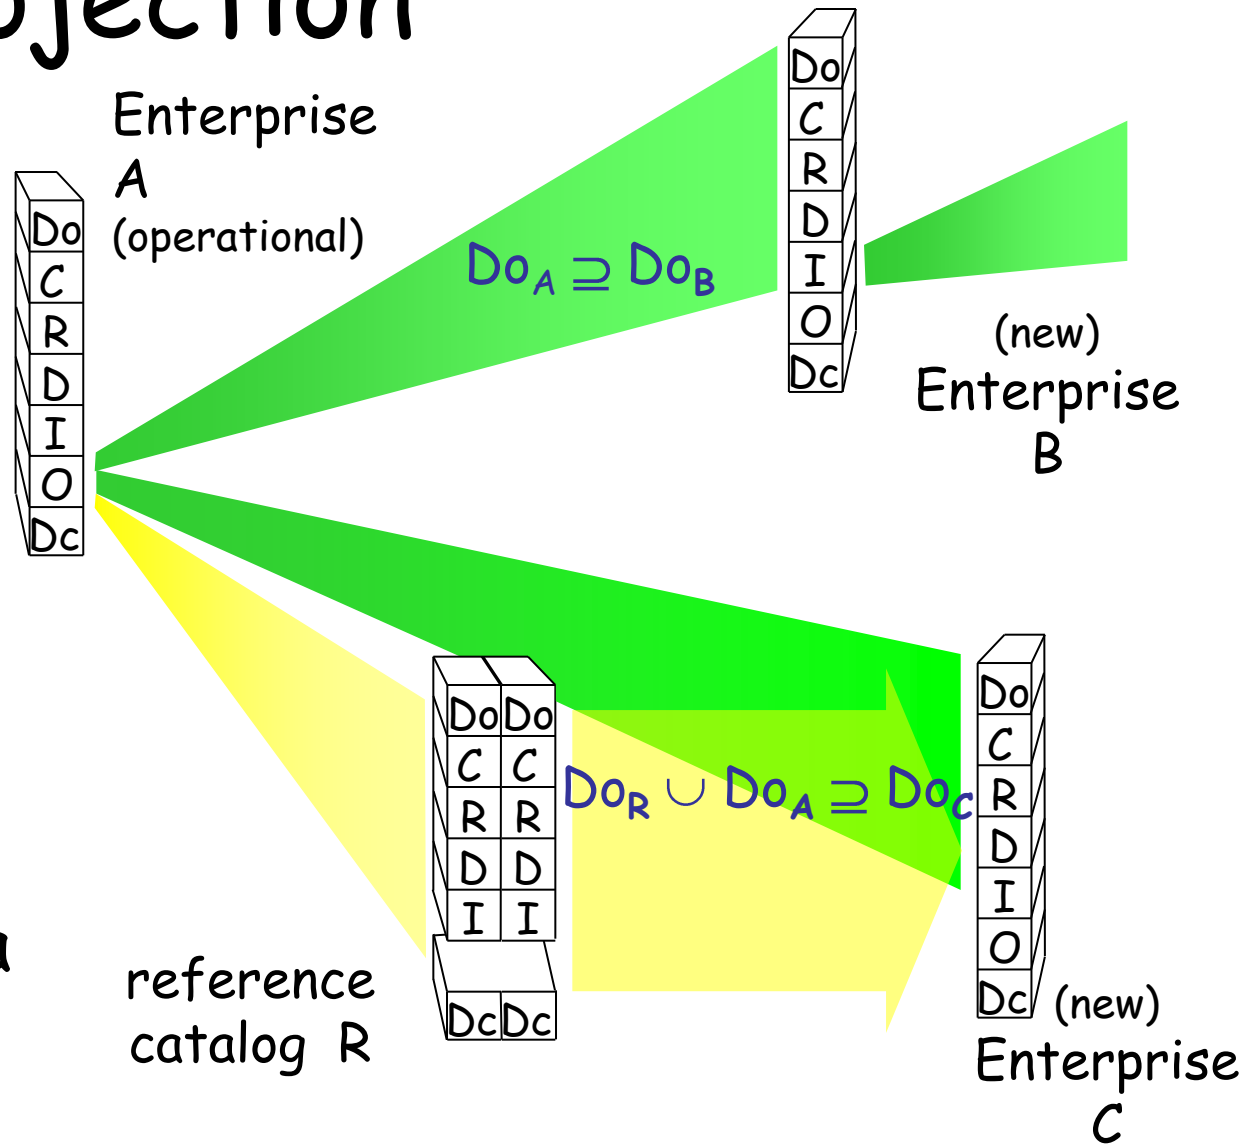 ojection
Enterprise
A
(operational)
Do
C
R
D
I
O
Dc
Do
C
R
D
I
O
Dc
Do_A ⊇ Do_B
(new)
Enterprise
B
Do Do
C C
R R
D D
I I
Dc Dc
Do_R ∪ Do_A ⊇ Do_C
Do
C
R
D
I
O
Dc
a
reference
catalog R
(new)
Enterprise
C